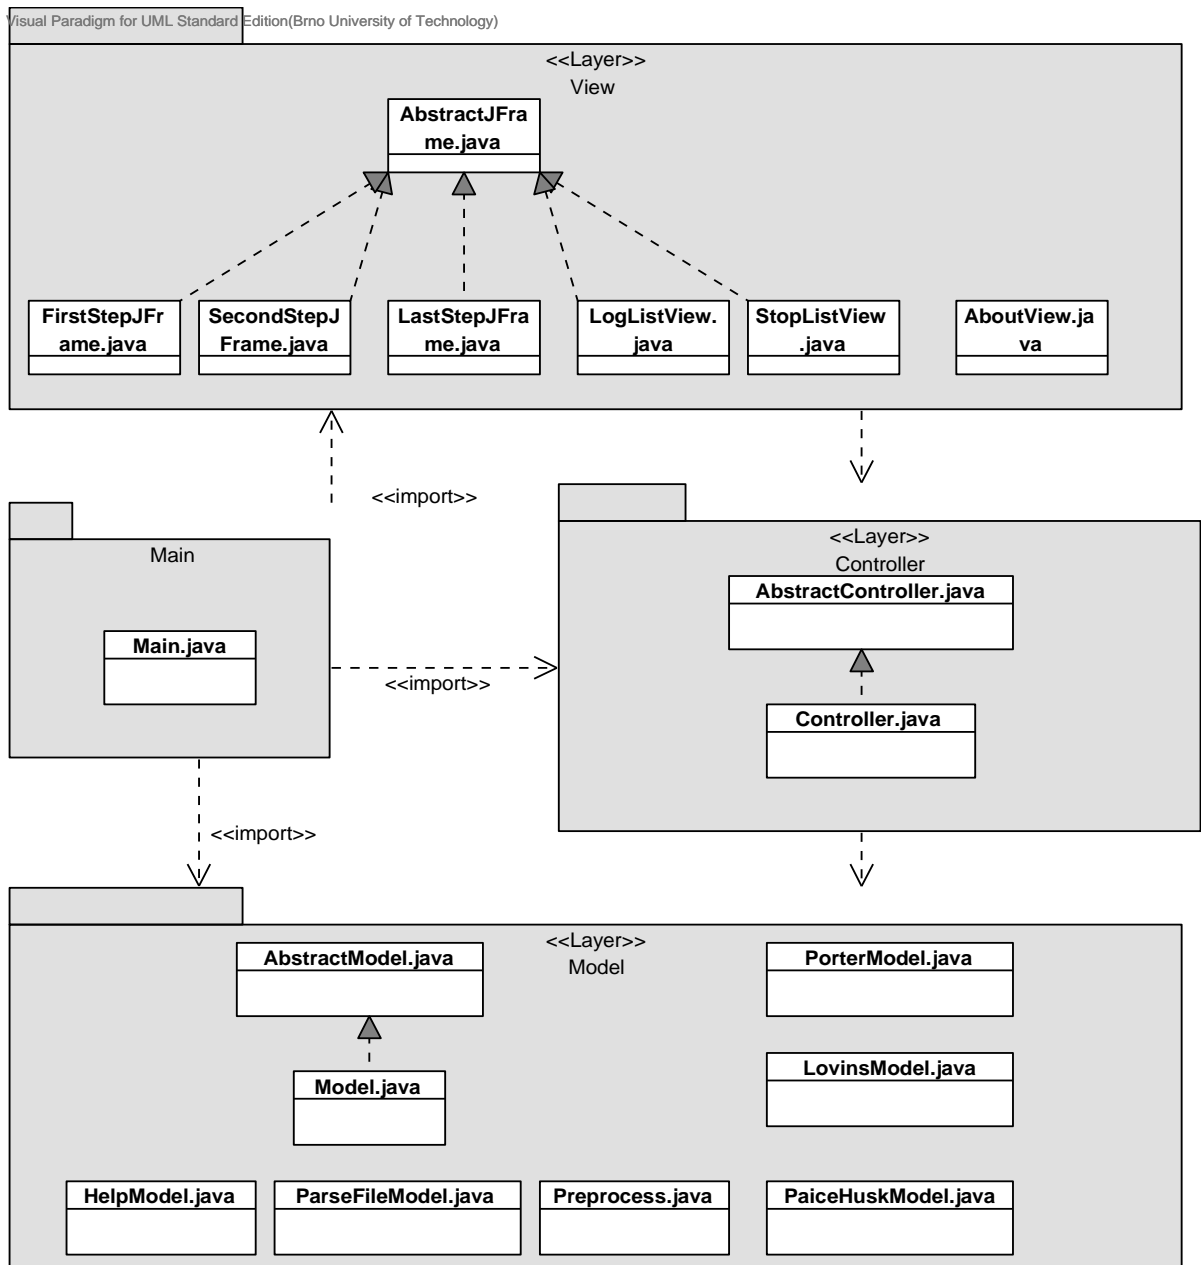 Visual Paradigm for UML Standard Edition(Brno University of Technology)
<<Layer>>
View
AbstractJFra
me.java
FirstStepJFr
ame.java
SecondStepJ
Frame.java
LastStepJFra
me.java
LogListView.
java
StopListView
.java
AboutView.ja
va
<<import>>
Main
Main.java
<<import>>
<<Layer>>
Controller
AbstractController.java
Controller.java
<<import>>
<<Layer>>
Model
AbstractModel.java
PorterModel.java
Model.java
LovinsModel.java
HelpModel.java
ParseFileModel.java
Preprocess.java
PaiceHuskModel.java